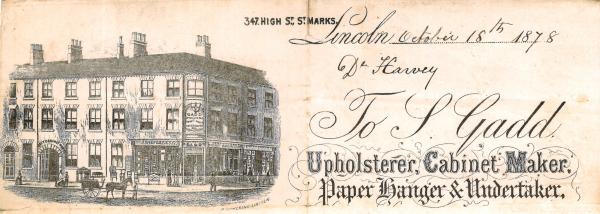 347, HIGH ST. ST. MARKS,
Lincoln, October 18th 1878
Dr Harvey
To S. Gadd.
Upholsterer, Cabinet Maker,
Paper Hanger & Undertaker.